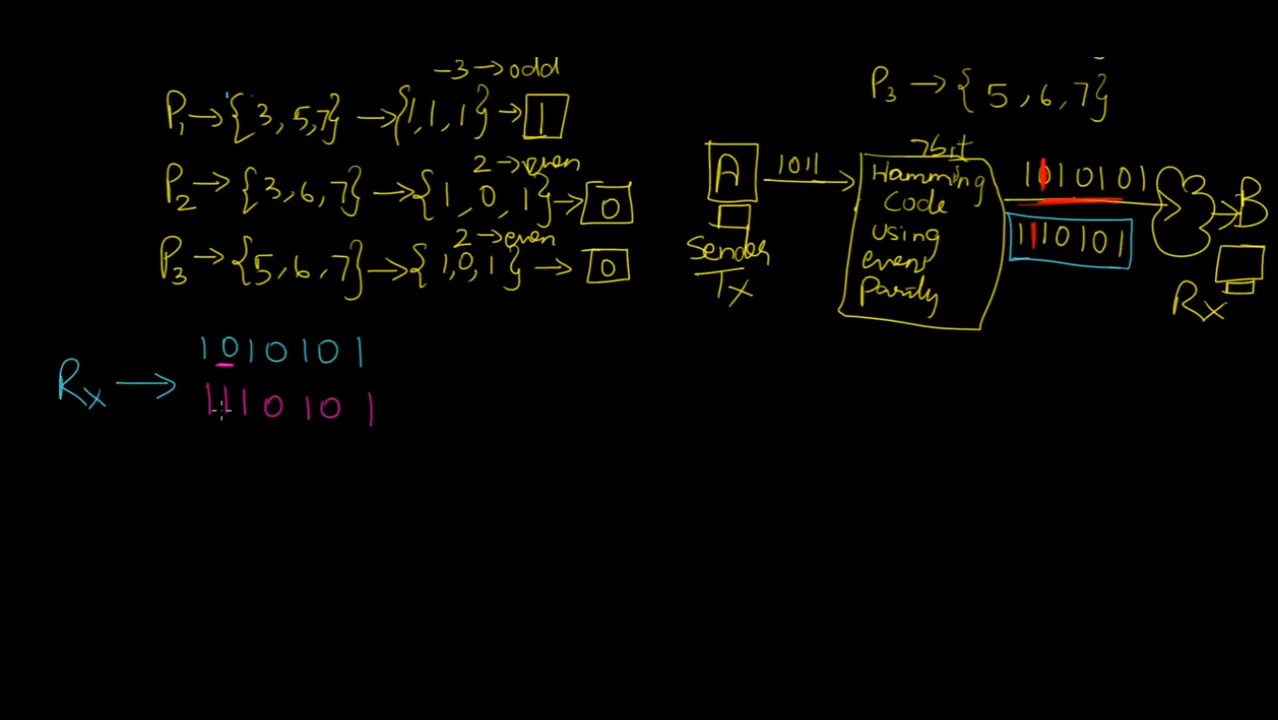 -3 → odd
P1 → {3, 5, 7} → {1, 1, 1} → 1
2 → even
P2 → {3, 6, 7} → {1, 0, 1} → 0
2 → even
P3 → {5, 6, 7} → {1, 0, 1} → 0
Rx → 1010101
1110101
P3 → {5, 6, 7}
A
Sender
Tx
1011
7bit
Hamming
Code
using
even
Parity
1010101
1110101
B
Rx